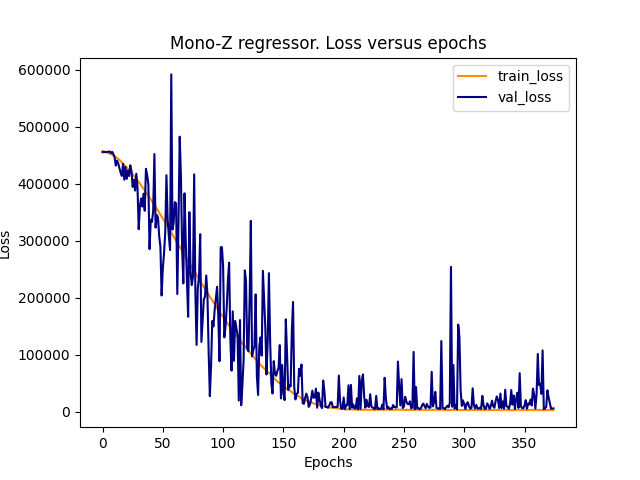 Mono-Z regressor. Loss versus epochs
train_loss
val_loss
Loss
600000
500000
400000
300000
200000
100000
0
0 50 100 150 200 250 300 350
Epochs